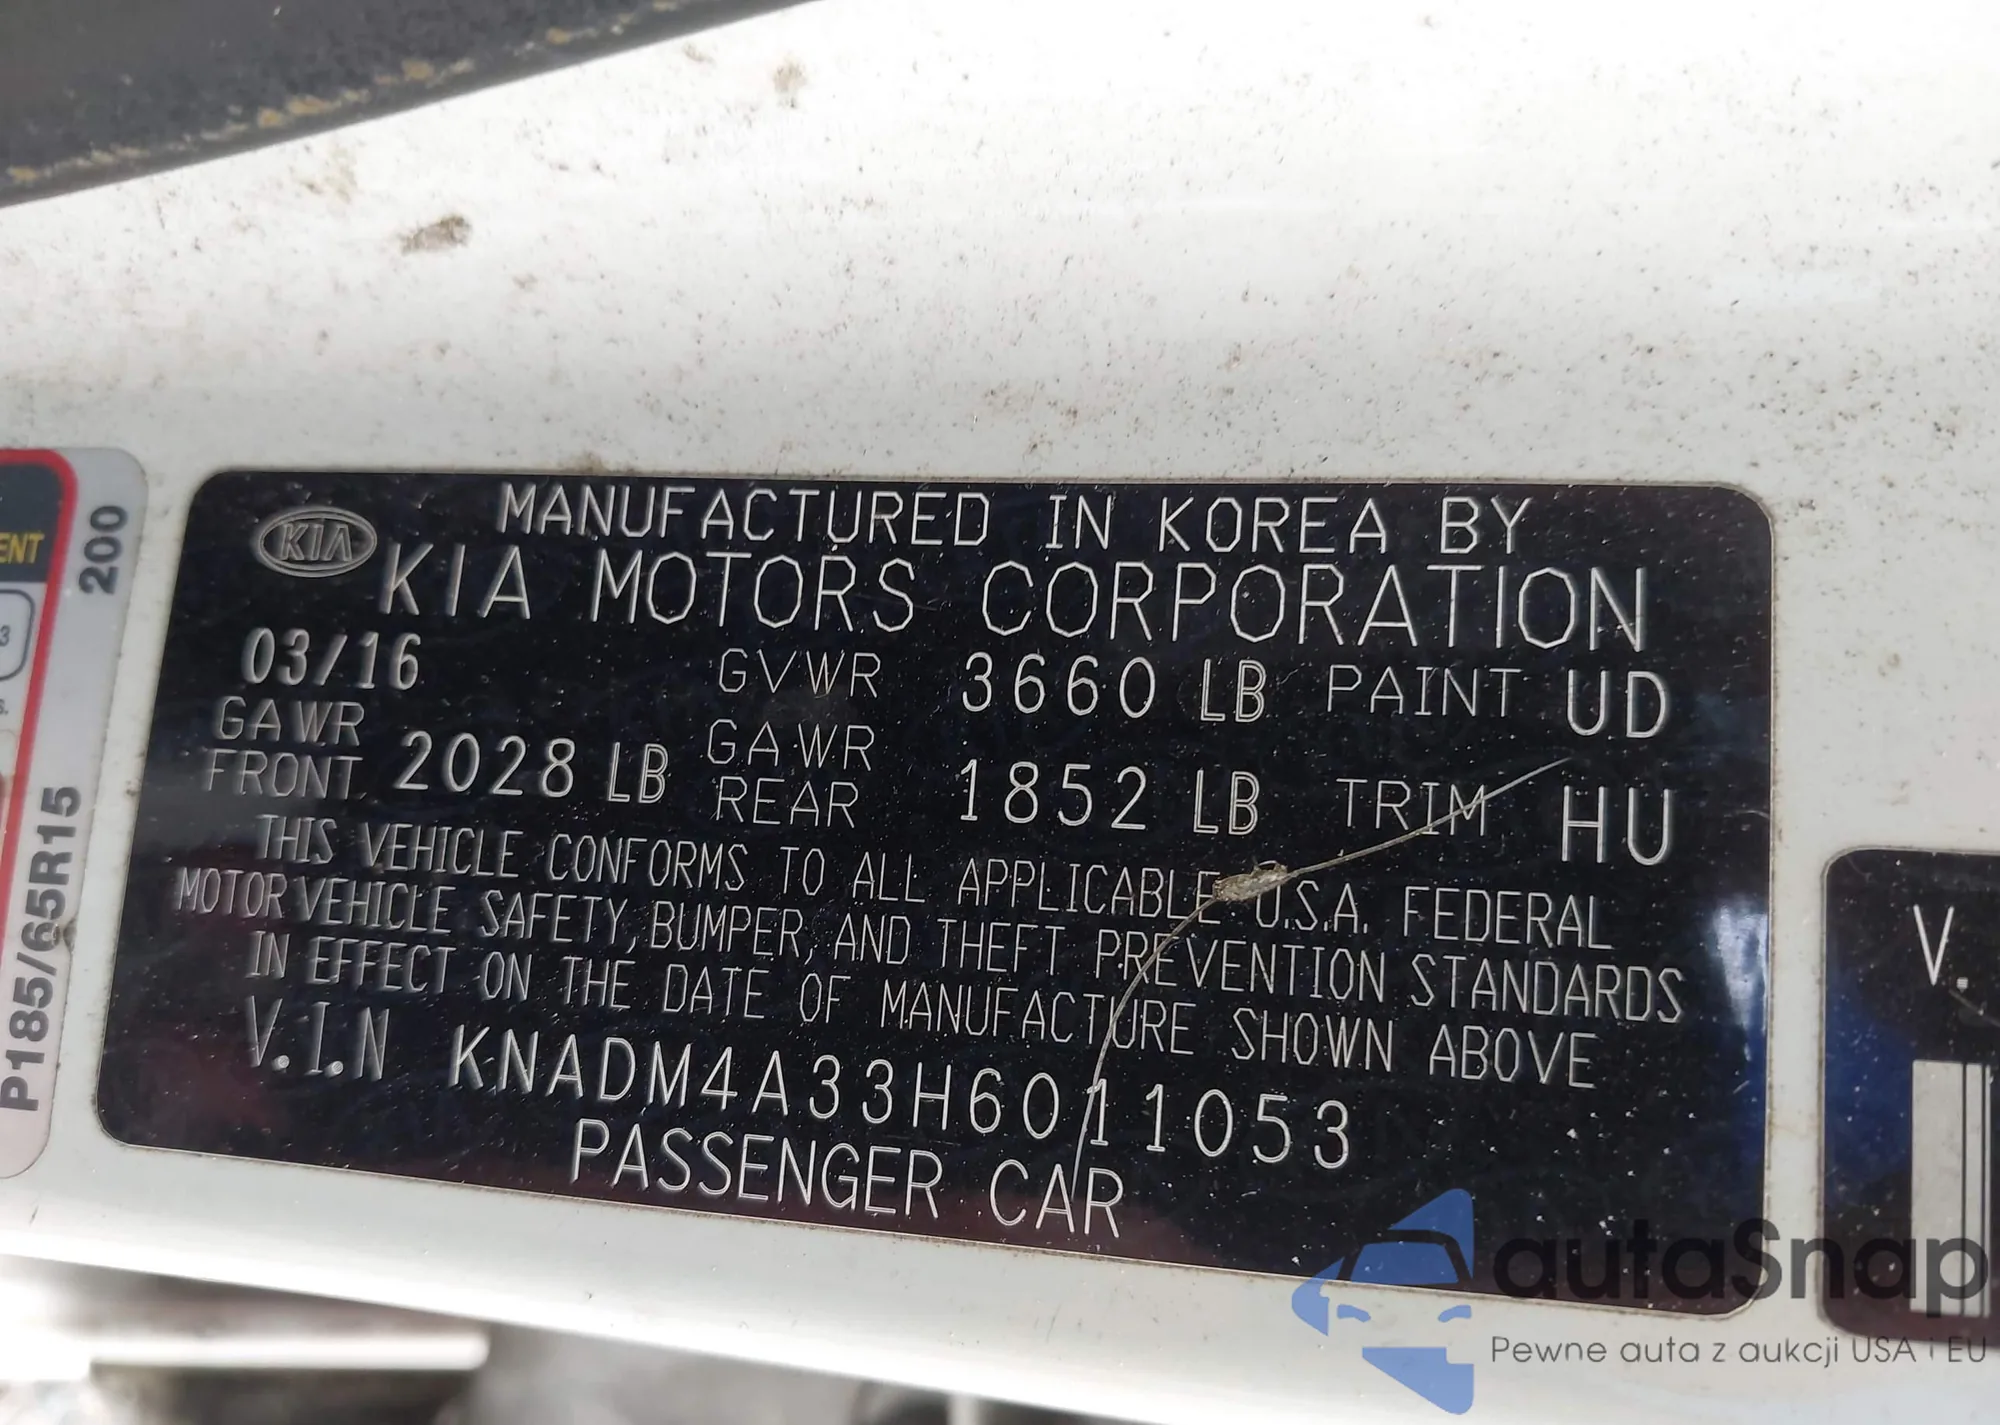 MANUFACTURED IN KOREA BY
KIA KIA MOTORS CORPORATION
03/16 GVWR 3660 LB PAINT UD
GAWR FRONT 2028 LB GAWR REAR 1852 LB TRIM HU
THIS VEHICLE CONFORMS TO ALL APPLICABLE U.S.A. FEDERAL
MOTOR VEHICLE SAFETY, BUMPER, AND THEFT PREVENTION STANDARDS
IN EFFECT ON THE DATE OF MANUFACTURE SHOWN ABOVE
V.I.N KNADM4A33H6011053
PASSENGER CAR
200
P185/65R15
3
V.
autaSnap
Pewne auta z aukcji USA i EU